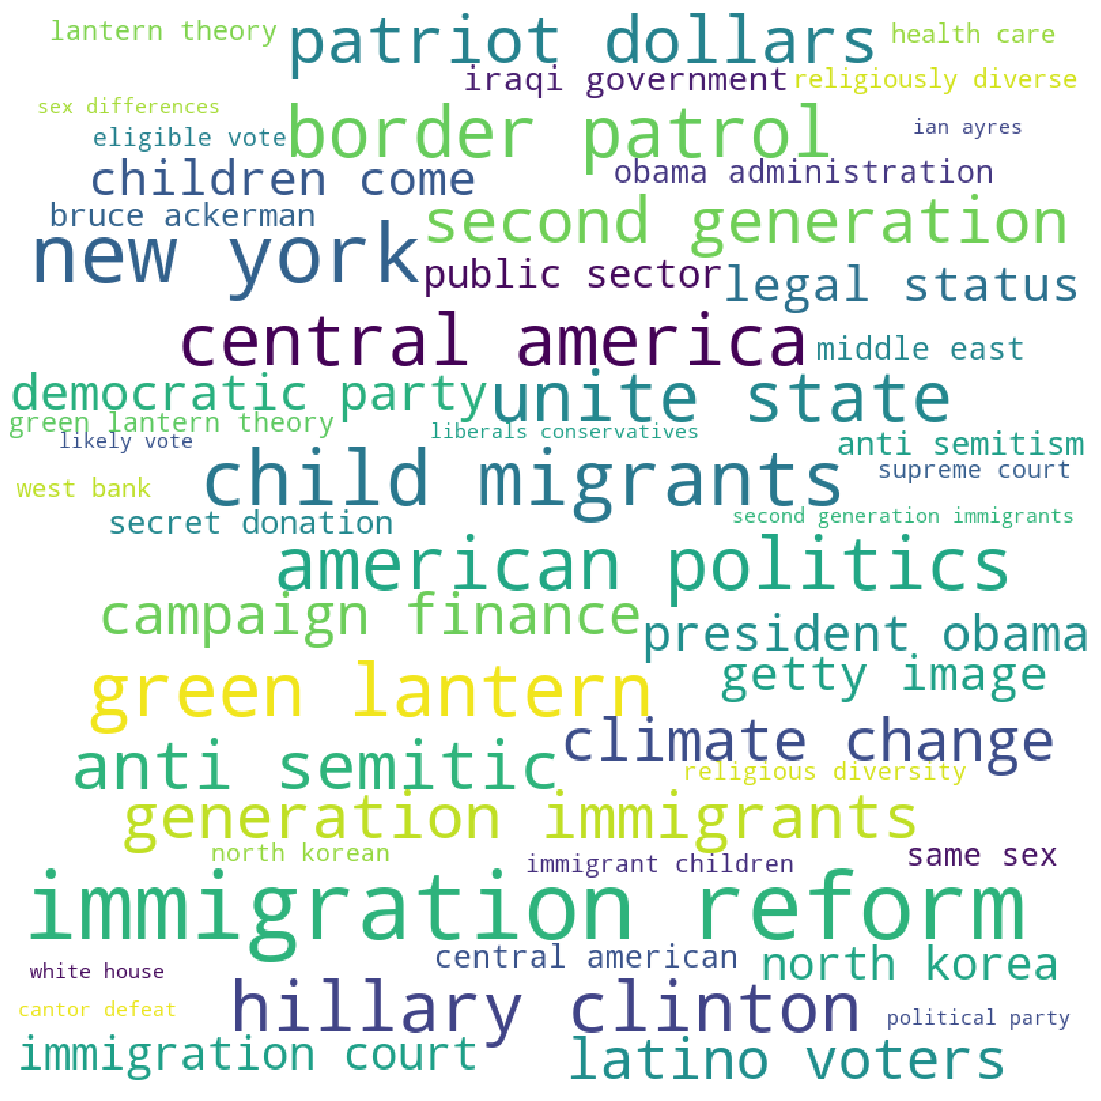 lantern theory
patriot dollars
health care
iraqi government
religiously diverse
sex differences
border patrol
ian ayres
eligible vote
children come
obama administration
bruce ackerman
second generation
new york
public sector
legal status
central america
middle east
democratic party
unite state
green lantern theory
liberals conservatives
likely vote
anti semitism
child migrants
supreme court
west bank
secret donation
second generation immigrants
american politics
campaign finance
president obama
green lantern
getty image
climate change
anti semitic
religious diversity
generation immigrants
north korean
immigrant children
same sex
immigration reform
central american
north korea
white house
hillary clinton
cantor defeat
political party
immigration court
latino voters